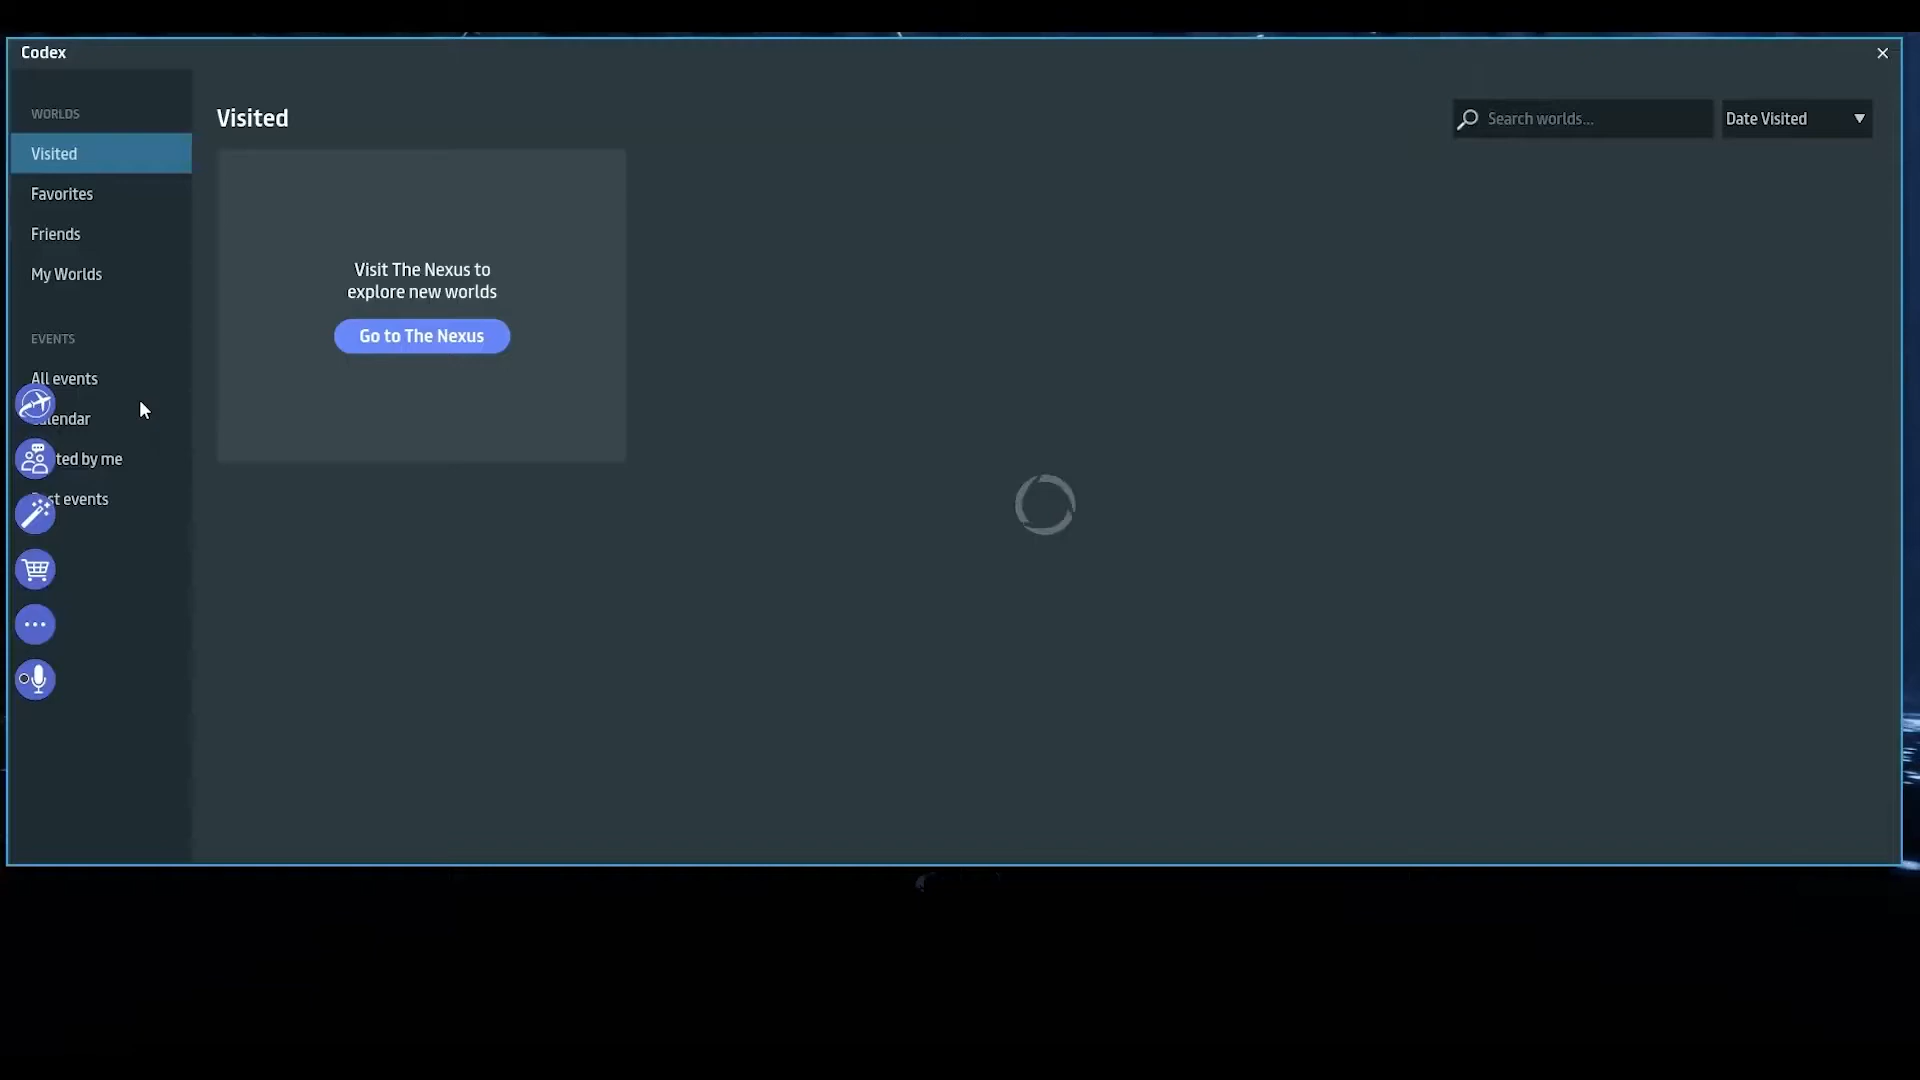 Codex
WORLDS
Visited
Favorites
Friends
My Worlds
EVENTS
All events
lendar
ted by me
st events
Visited
Search worlds...
Date Visited
Visit The Nexus to
explore new worlds
Go to The Nexus